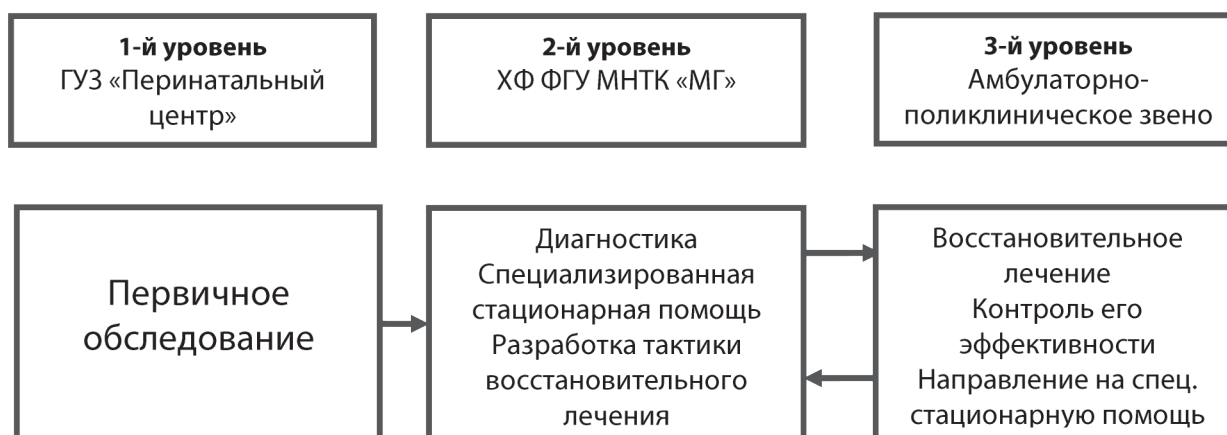 1-й уровень
ГУЗ «Перинатальный
центр»
2-й уровень
ХФ ФГУ МНТК «МГ»
3-й уровень
Амбулаторно-
поликлиническое звено
Первичное
обследование
Диагностика
Специализированная
стационарная помощь
Разработка тактики
восстановительного
лечения
Восстановительное
лечение
Контроль его
эффективности
Направление на спец.
стационарную помощь